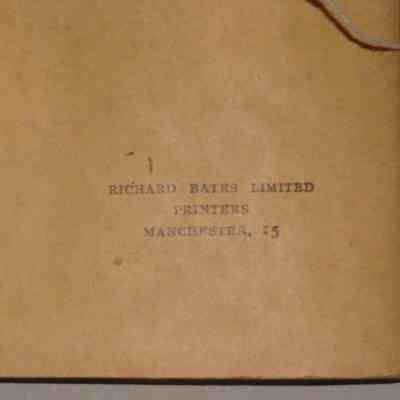 RICHARD BATES LIMITED
PRINTERS
MANCHESTER, 15